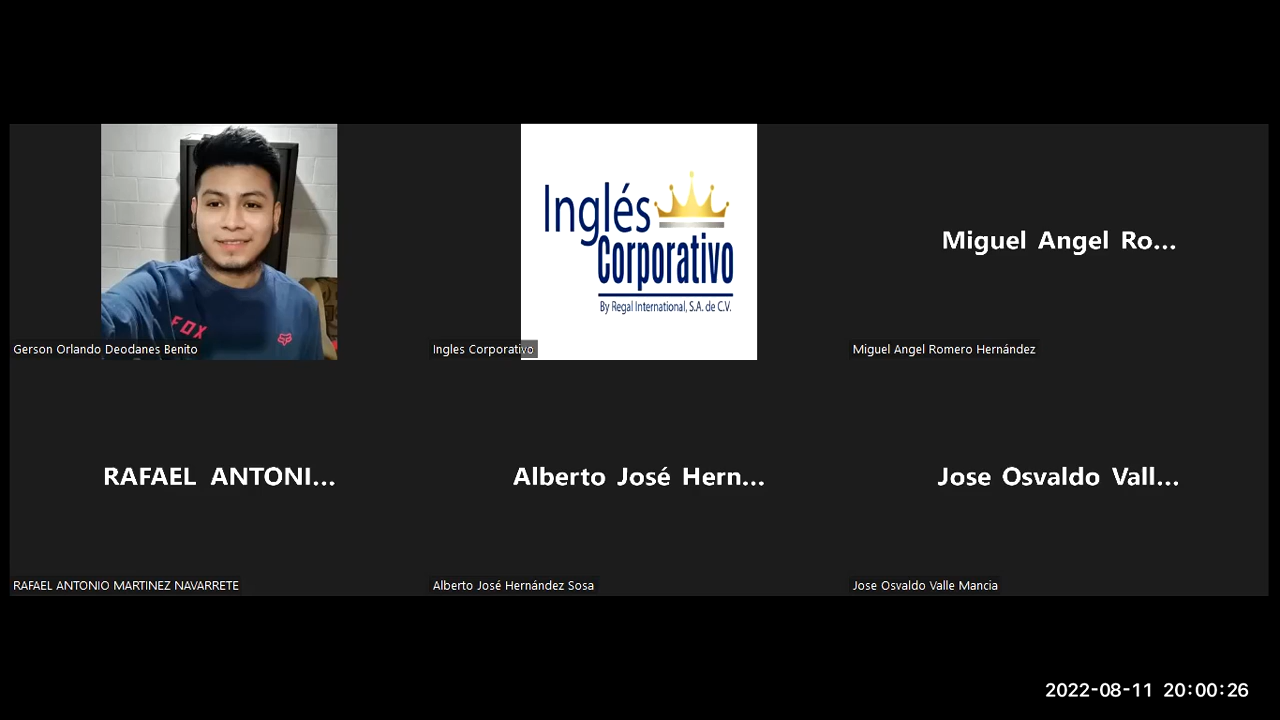 FOX
Gerson Orlando Deodanes Benito
Inglés
Corporativo
By Regal International, S.A. de C.V.
Ingles Corporativo
Miguel Angel Ro...
Miguel Angel Romero Hernández
RAFAEL ANTONI...
RAFAEL ANTONIO MARTINEZ NAVARRETE
Alberto José Hern...
Alberto José Hernández Sosa
Jose Osvaldo Vall...
Jose Osvaldo Valle Mancia
2022-08-11 20:00:26